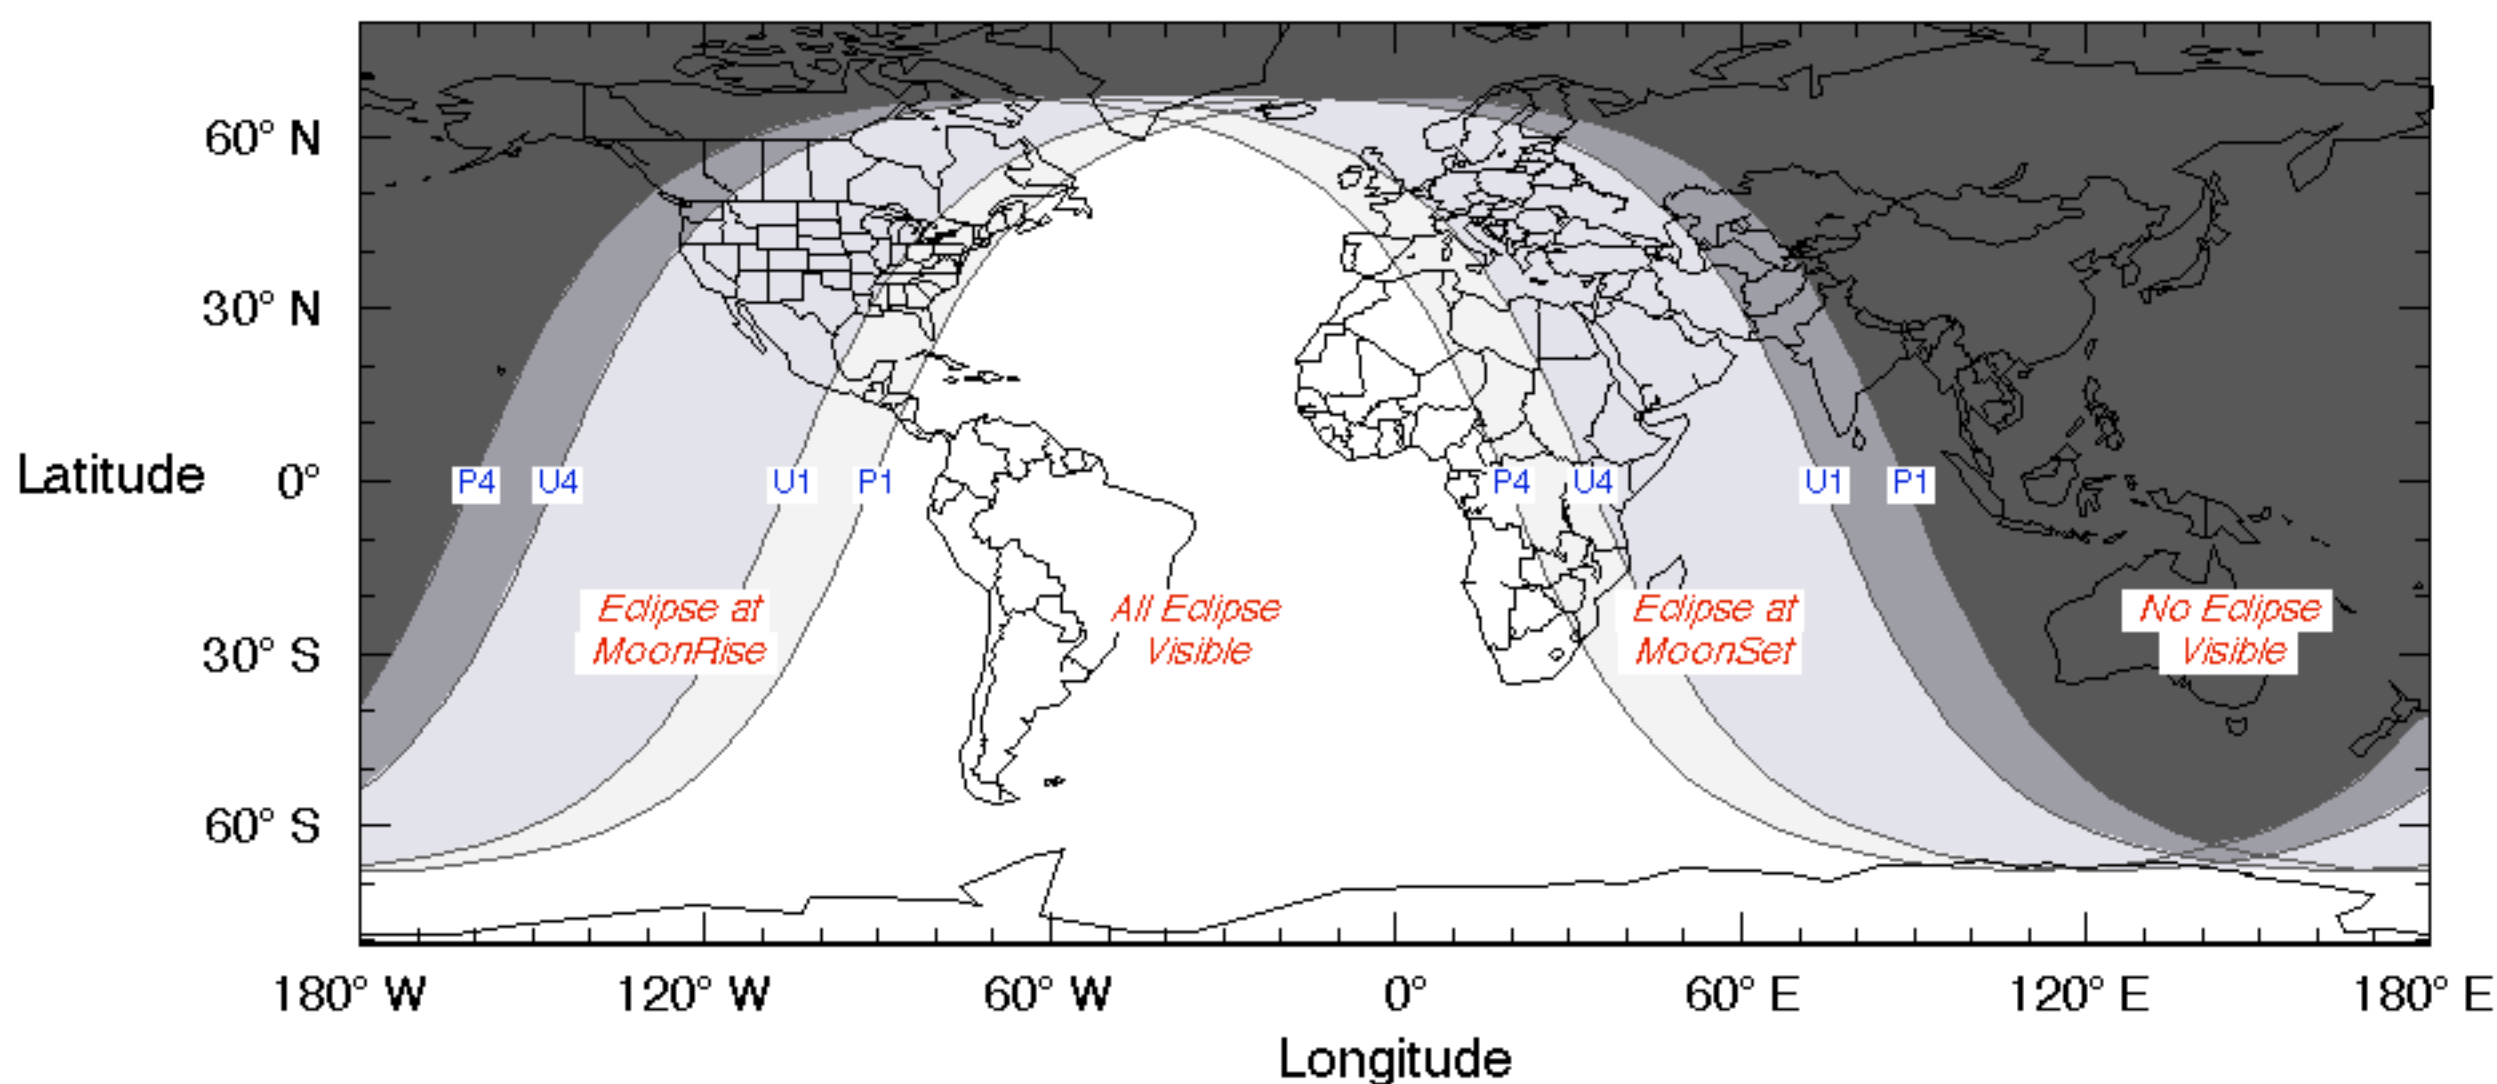 60° N
30° N
Latitude 0°
P4 U4 U1 P1 P4 U4 U1 P1
Eclipse at
MoonRise
All Eclipse
Visible
Eclipse at
MoonSet
No Eclipse
Visible
30° S
60° S
180° W 120° W 60° W 0° 60° E 120° E 180° E
Longitude